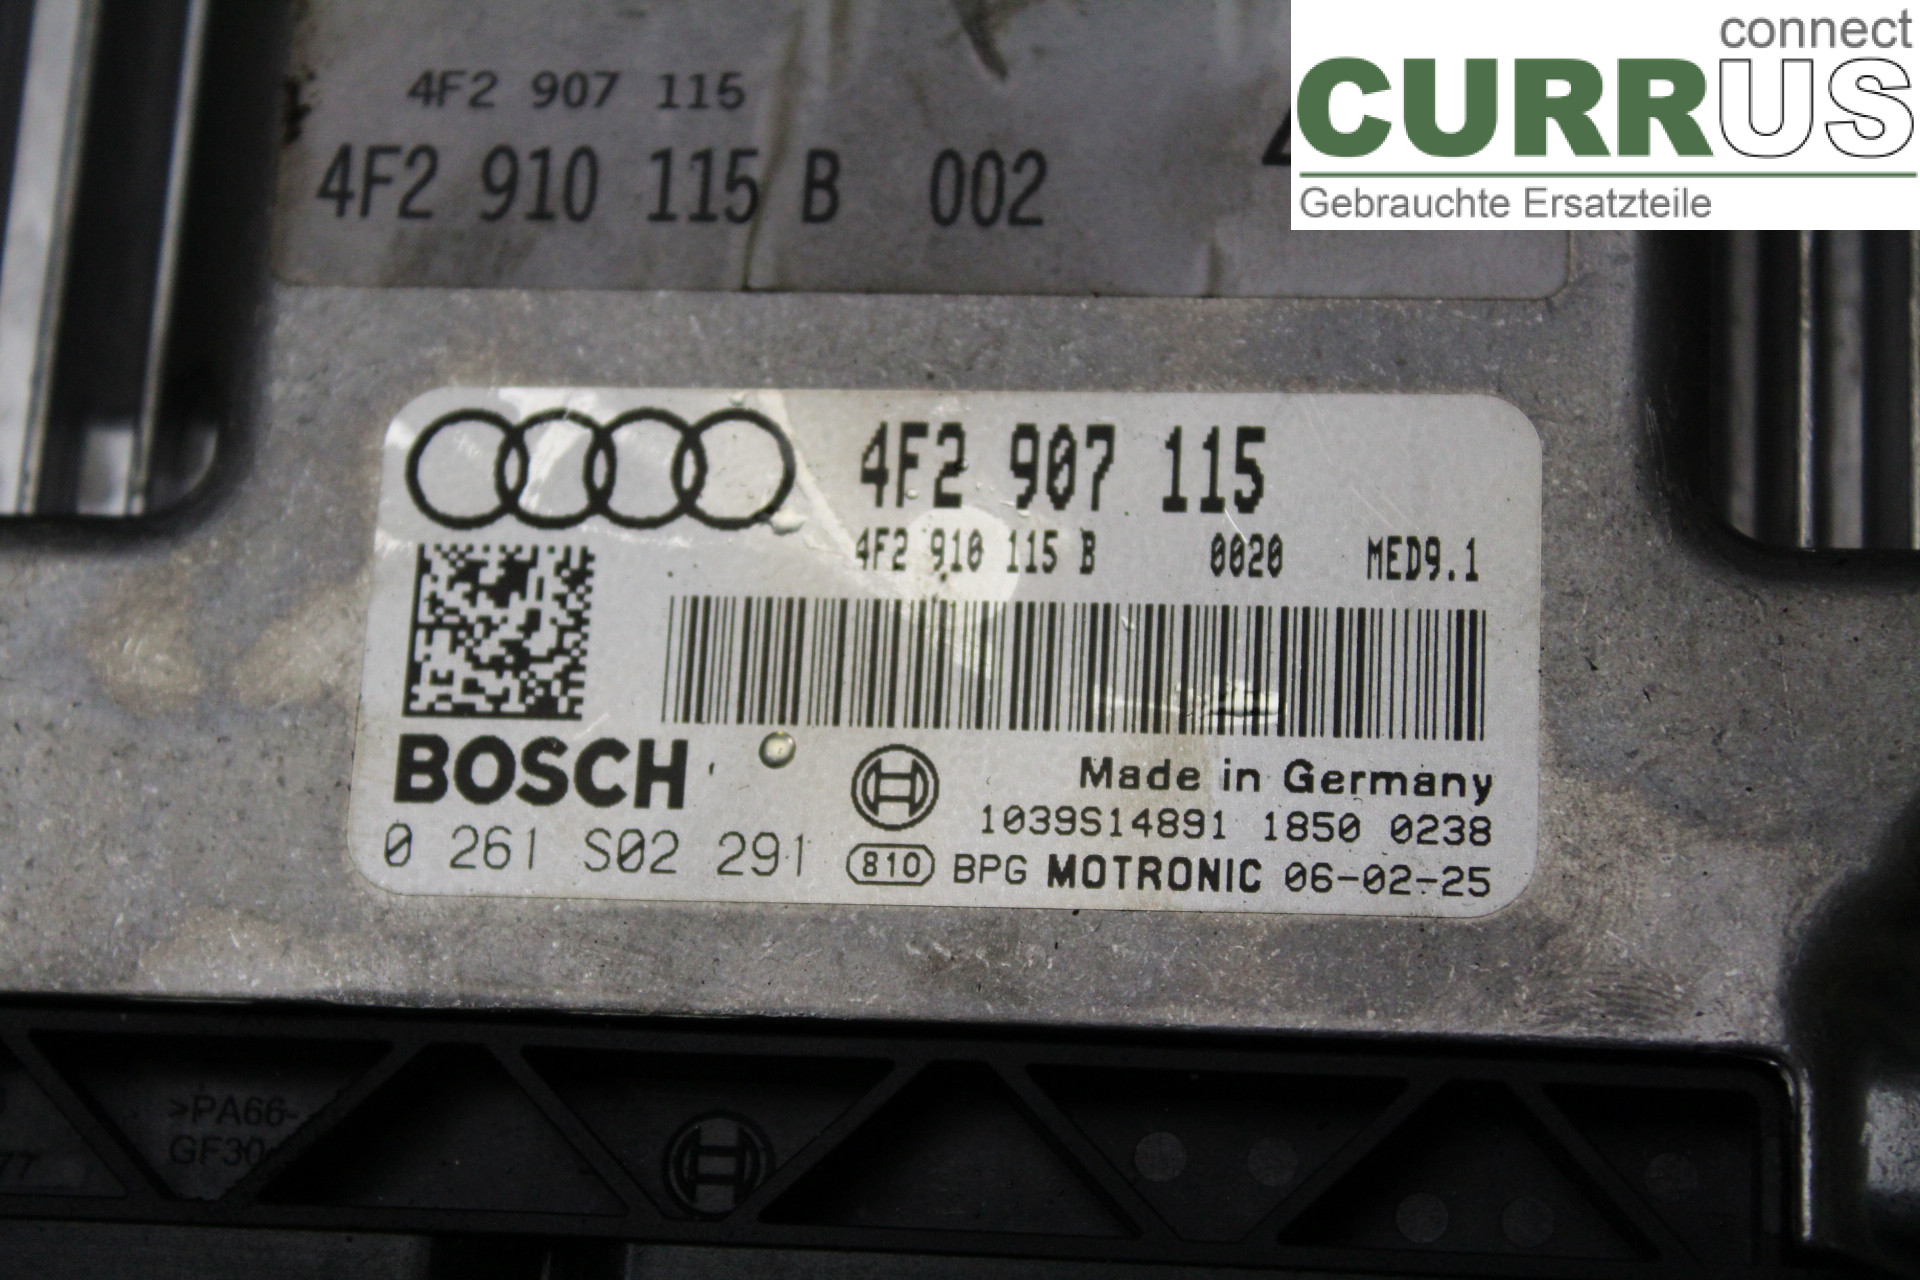 connect
CURRUS
Gebrauchte Ersatzteile
4F2 907 115
4F2 910 115 B 002
4F2 907 115
4F2 910 115 B 0020 MED9.1
BOSCH
Made in Germany
1039S14891 1850 0238
0 261 S02 291
810 BPG MOTRONIC 06-02-25
>PA66-
GF30
77